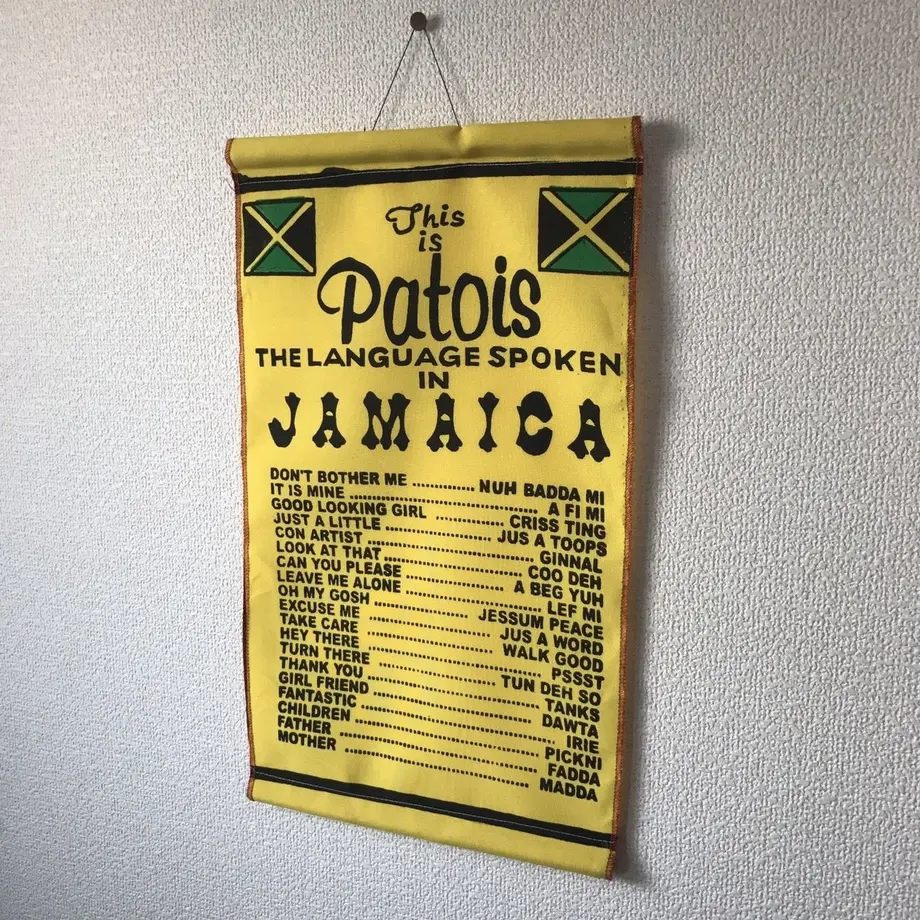 This
is
Patois
THE LANGUAGE SPOKEN
IN
JAMAICA
DON'T BOTHER ME ............. NUH BADDA MI
IT IS MINE ............. A FI MI
GOOD LOOKING GIRL ............. CRISS TING
JUST A LITTLE ............. JUS A TOOPS
CON ARTIST ............. GINNAL
LOOK AT THAT ............. COO DEH
CAN YOU PLEASE ............. A BEG YUH
LEAVE ME ALONE ............. LEF MI
OH MY GOSH ............. JESSUM PEACE
EXCUSE ME ............. JUS A WORD
TAKE CARE ............. WALK GOOD
HEY THERE ............. PSSST
TURN THERE ............. TUN DEH SO
THANK YOU ............. TANKS
GIRL FRIEND ............. DAWTA
FANTASTIC ............. IRIE
CHILDREN ............. PICKNI
FATHER ............. FADDA
MOTHER ............. MADDA